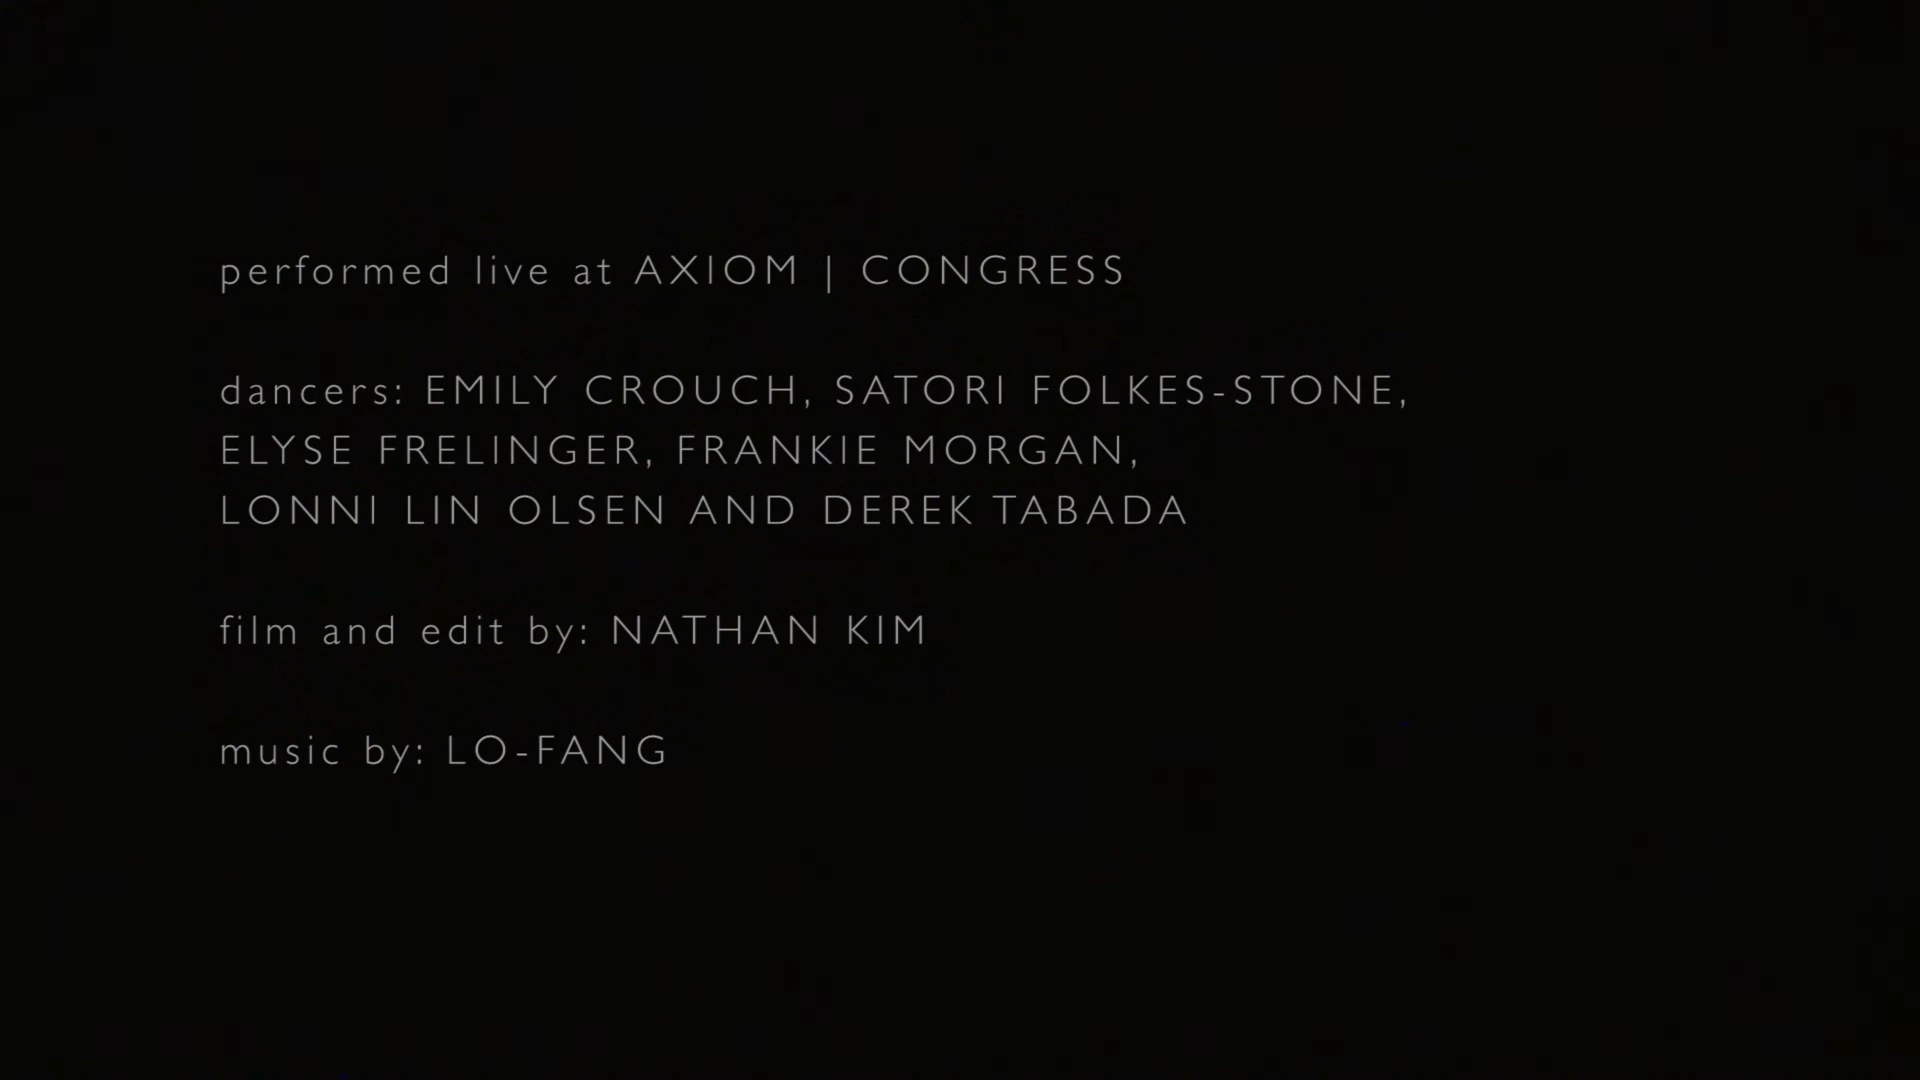 performed live at AXIOM | CONGRESS
dancers: EMILY CROUCH, SATORI FOLKES-STONE,
ELYSE FRELINGER, FRANKIE MORGAN,
LONNI LIN OLSEN AND DEREK TABADA
film and edit by: NATHAN KIM
music by: LO-FANG